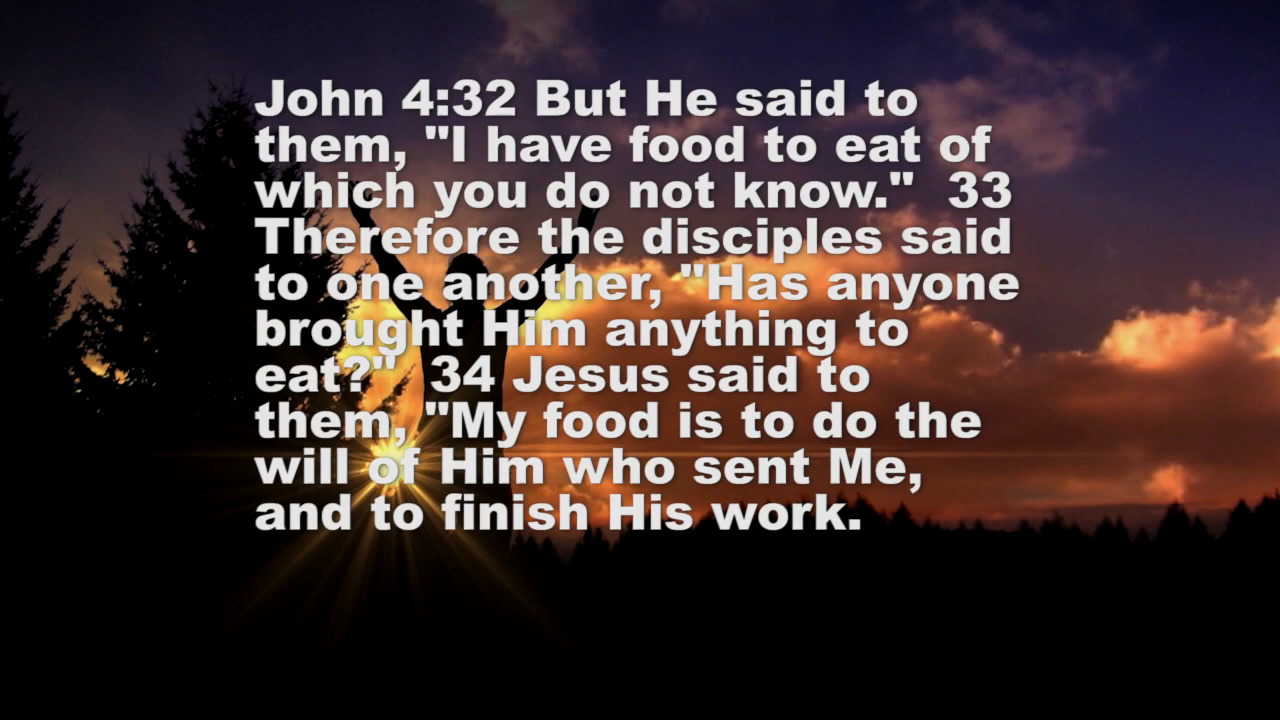 John 4:32 But He said to
them, "I have food to eat of
which you do not know."  33
Therefore the disciples said
to one another, "Has anyone
brought Him anything to
eat?"  34 Jesus said to
them, "My food is to do the
will of Him who sent Me,
and to finish His work.